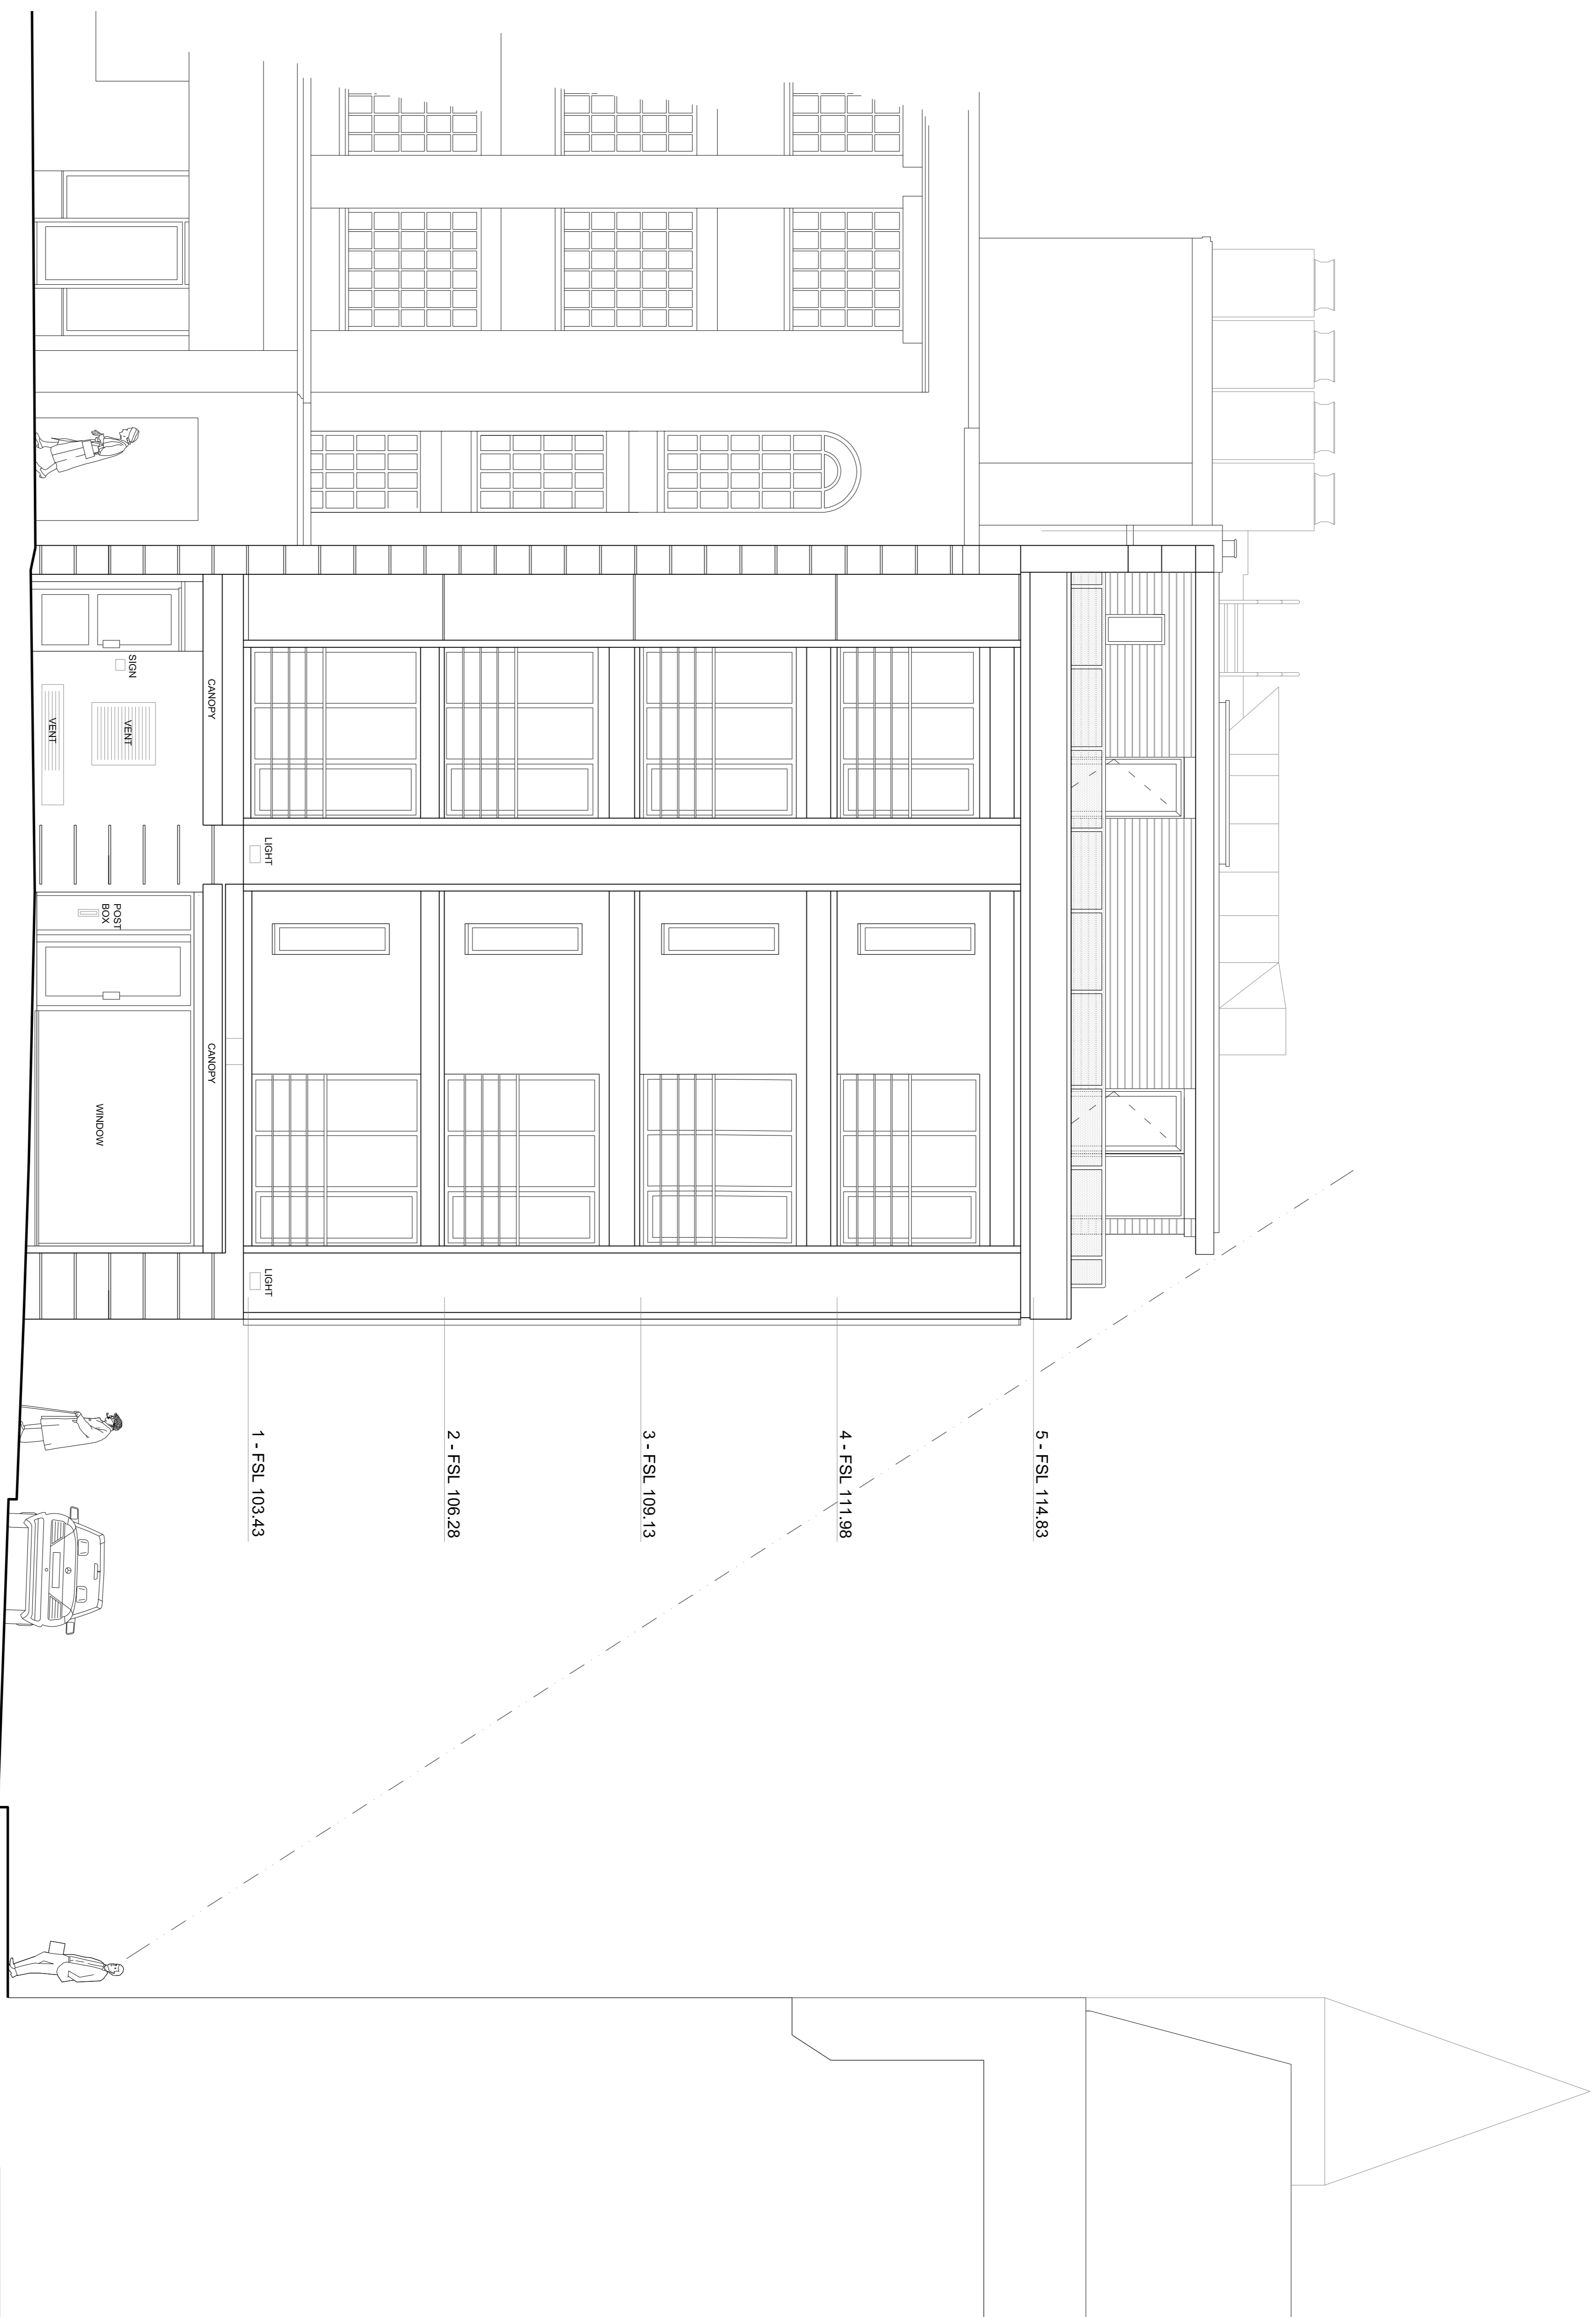 5 - FSL 114.83
4 - FSL 111.98
3 - FSL 109.13
2 - FSL 106.28
1 - FSL 103.43
LIGHT
LIGHT
CANOPY
CANOPY
SIGN
VENT
VENT
POST
BOX
WINDOW